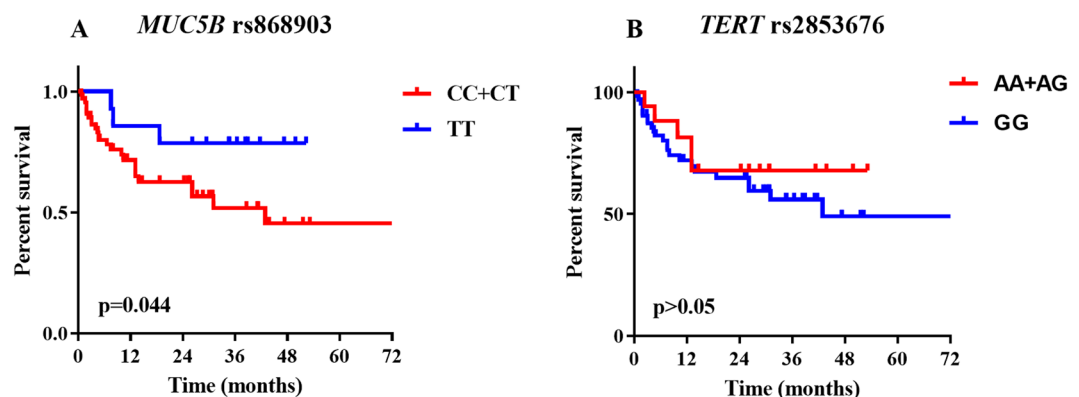 A MUC5B rs868903
Percent survival
1.0
0.5
0.0
p=0.044
CC+CT
TT
0 12 24 36 48 60 72
Time (months)
B TERT rs2853676
Percent survival
100
50
0
p>0.05
AA+AG
GG
0 12 24 36 48 60 72
Time (months)